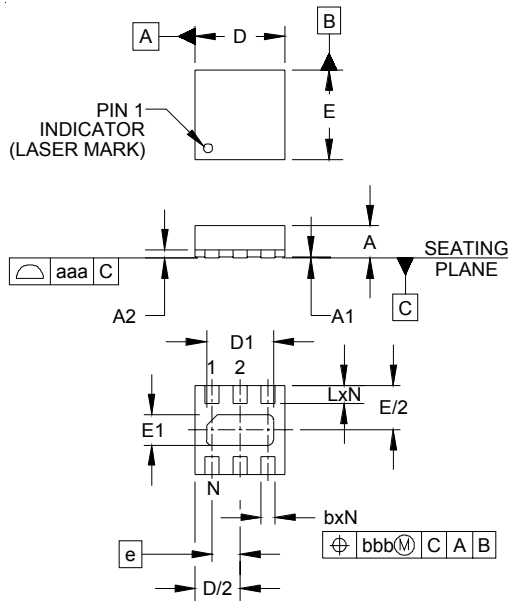 A
D
B
E
PIN 1
INDICATOR
(LASER MARK)
A
SEATING
PLANE
aaa C
C
A2
A1
D1
1 2
LxN
E/2
E1
N
bxN
bbbⓂ C A B
e
D/2